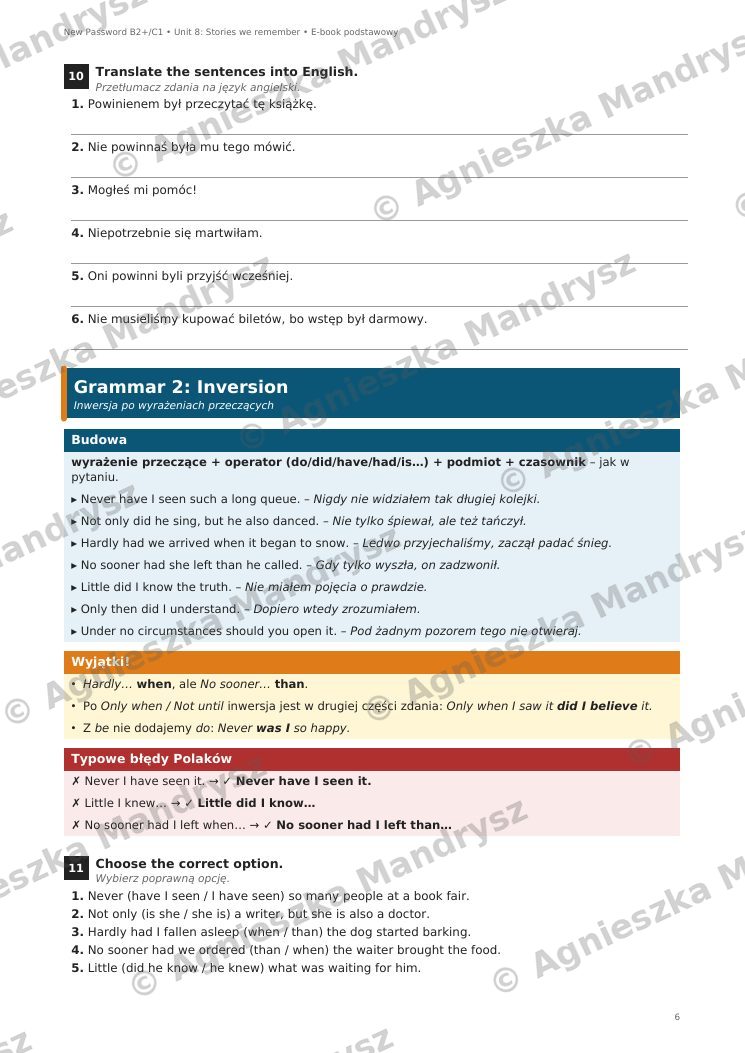 New Password B2+/C1 • Unit 8: Stories we remember • E-book podstawowy
10 Translate the sentences into English.
Przetłumacz zdania na język angielski.
1. Powinienem był przeczytać tę książkę.
2. Nie powinnaś była mu tego mówić.
3. Mogłeś mi pomóc!
4. Niepotrzebnie się martwiłam.
5. Oni powinni byli przyjść wcześniej.
6. Nie musieliśmy kupować biletów, bo wstęp był darmowy.
Grammar 2: Inversion
Inwersja po wyrażeniach przeczących
Budowa
wyrażenie przeczące + operator (do/did/have/had/is…) + podmiot + czasownik – jak w
pytaniu.
▸ Never have I seen such a long queue. – Nigdy nie widziałem tak długiej kolejki.
▸ Not only did he sing, but he also danced. – Nie tylko śpiewał, ale też tańczył.
▸ Hardly had we arrived when it began to snow. – Ledwo przyjechaliśmy, zaczął padać śnieg.
▸ No sooner had she left than he called. – Gdy tylko wyszła, on zadzwonił.
▸ Little did I know the truth. – Nie miałem pojęcia o prawdzie.
▸ Only then did I understand. – Dopiero wtedy zrozumiałem.
▸ Under no circumstances should you open it. – Pod żadnym pozorem tego nie otwieraj.
Wyjątki!
• Hardly… when, ale No sooner… than.
• Po Only when / Not until inwersja jest w drugiej części zdania: Only when I saw it did I believe it.
• Z be nie dodajemy do: Never was I so happy.
Typowe błędy Polaków
✗ Never I have seen it. → ✓ Never have I seen it.
✗ Little I knew… → ✓ Little did I know…
✗ No sooner had I left when… → ✓ No sooner had I left than…
11 Choose the correct option.
Wybierz poprawną opcję.
1. Never (have I seen / I have seen) so many people at a book fair.
2. Not only (is she / she is) a writer, but she is also a doctor.
3. Hardly had I fallen asleep (when / than) the dog started barking.
4. No sooner had we ordered (than / when) the waiter brought the food.
5. Little (did he know / he knew) what was waiting for him.
6
© Agnieszka Mandrysz